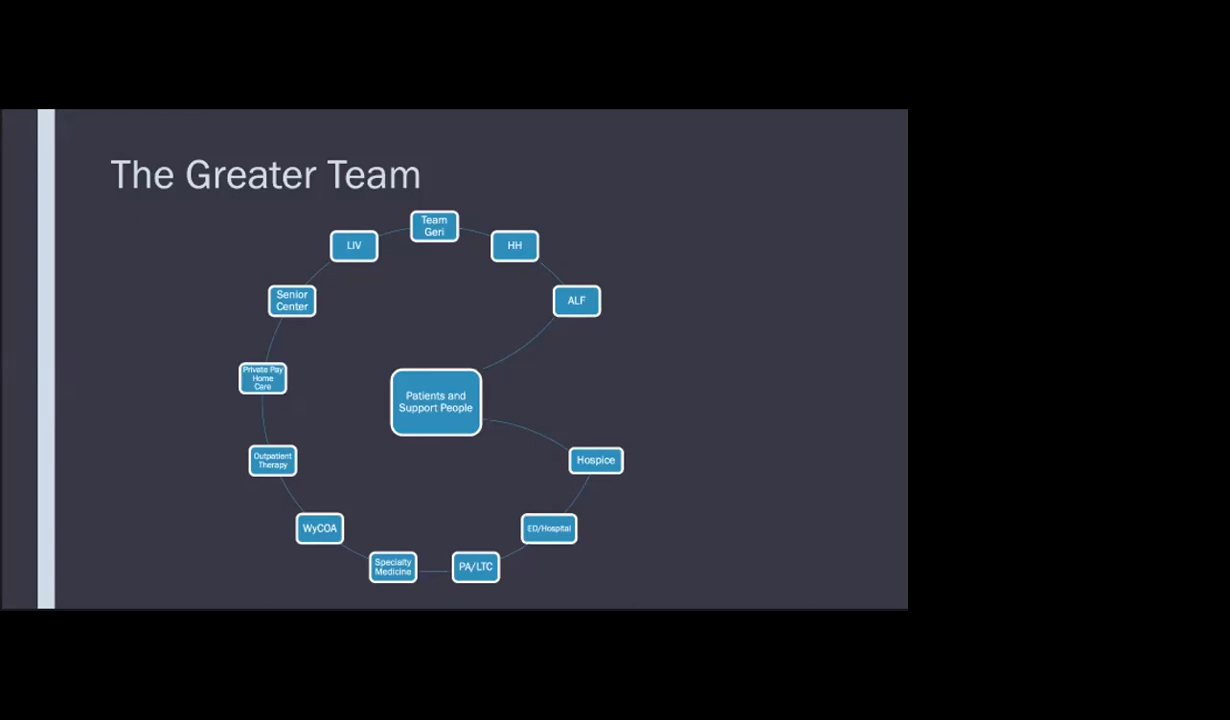 The Greater Team
Team
Geri
LIV
HH
Senior
Center
ALF
Private Pay
Home
Care
Patients and
Support People
Outpatient
Therapy
Hospice
WyCOA
ED/Hospital
Specialty
Medicine
PA/LTC